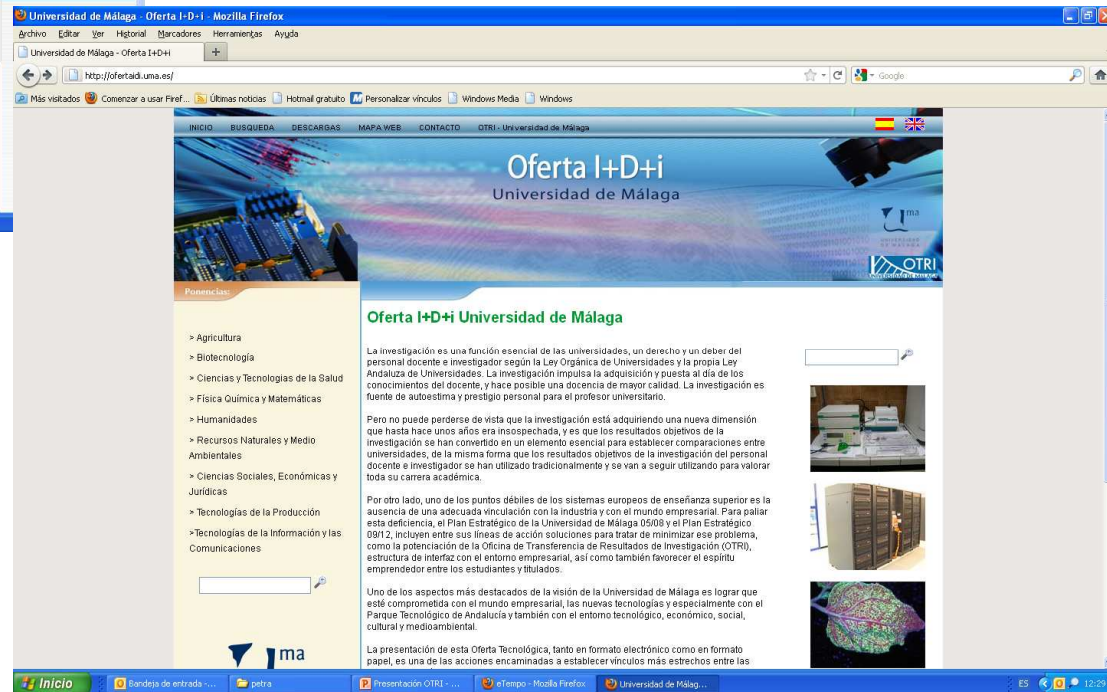 Universidad de Málaga - Oferta I+D+i - Mozilla Firefox
Archivo Editar Ver Historial Marcadores Herramientas Ayuda
Universidad de Málaga - Oferta I+D+i +
http://ofertaidi.uma.es/
Google
Más visitados Comenzar a usar Firef... Últimas noticias Hotmail gratuito Personalizar vínculos Windows Media Windows
INICIO BUSQUEDA DESCARGAS MAPA WEB CONTACTO OTRI - Universidad de Málaga
Oferta I+D+i
Universidad de Málaga
uma
UNIVERSIDAD
DE MÁLAGA
OTRI
UNIVERSIDAD DE MÁLAGA
Ponencias:
> Agricultura
> Biotecnología
> Ciencias y Tecnologias de la Salud
> Física Química y Matemáticas
> Humanidades
> Recursos Naturales y Medio
Ambientales
> Ciencias Sociales, Económicas y
Jurídicas
> Tecnologías de la Producción
>Tecnologías de la Información y las
Comunicaciones
uma
Oferta I+D+i Universidad de Málaga
La investigación es una función esencial de las universidades, un derecho y un deber del
personal docente e investigador según la Ley Orgánica de Universidades y la propia Ley
Andaluza de Universidades. La investigación impulsa la adquisición y puesta al día de los
conocimientos del docente, y hace posible una docencia de mayor calidad. La investigación es
fuente de autoestima y prestigio personal para el profesor universitario.
Pero no puede perderse de vista que la investigación está adquiriendo una nueva dimensión
que hasta hace unos años era insospechada, y es que los resultados objetivos de la
investigación se han convertido en un elemento esencial para establecer comparaciones entre
universidades, de la misma forma que los resultados objetivos de la investigación del personal
docente e investigador se han utilizado tradicionalmente y se van a seguir utilizando para valorar
toda su carrera académica.
Por otro lado, uno de los puntos débiles de los sistemas europeos de enseñanza superior es la
ausencia de una adecuada vinculación con la industria y con el mundo empresarial. Para paliar
esta deficiencia, el Plan Estratégico de la Universidad de Málaga 05/08 y el Plan Estratégico
09/12, incluyen entre sus líneas de acción soluciones para tratar de minimizar ese problema,
como la potenciación de la Oficina de Transferencia de Resultados de Investigación (OTRI),
estructura de interfaz con el entorno empresarial, así como también favorecer el espíritu
emprendedor entre los estudiantes y titulados.
Uno de los aspectos más destacados de la visión de la Universidad de Málaga es lograr que
esté comprometida con el mundo empresarial, las nuevas tecnologías y especialmente con el
Parque Tecnológico de Andalucía y también con el entorno tecnológico, económico, social,
cultural y medioambiental.
La presentación de esta Oferta Tecnológica, tanto en formato electrónico como en formato
papel, es una de las acciones encaminadas a establecer vínculos más estrechos entre las
Inicio Bandeja de entrada -... petra Presentación OTRI - ... eTempo - Mozilla Firefox Universidad de Málag... ES 12:29